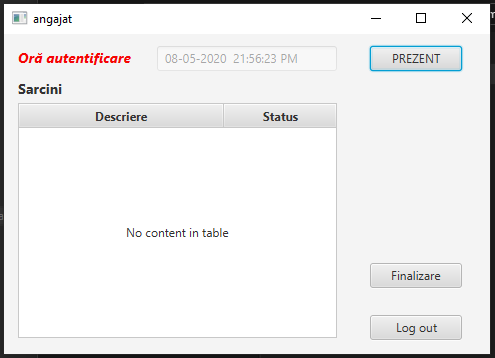 angajat
Oră autentificare 08-05-2020 21:56:23 PM PREZENT
Sarcini
Descriere Status
No content in table
Finalizare
Log out